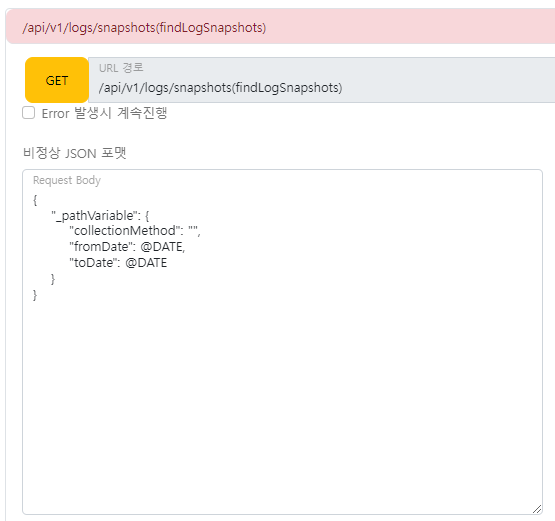 /api/v1/logs/snapshots(findLogSnapshots)
GET
URL 경로
/api/v1/logs/snapshots(findLogSnapshots)
Error 발생시 계속진행
비정상 JSON 포맷
Request Body
{
"_pathVariable": {
"collectionMethod": "",
"fromDate": @DATE,
"toDate": @DATE
}
}